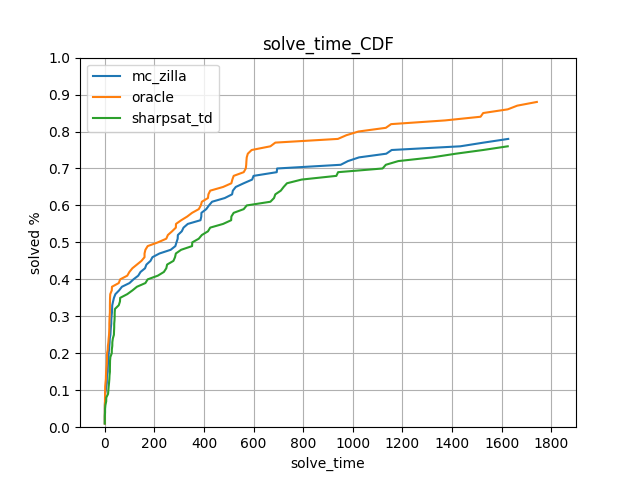 solve_time_CDF
mc_zilla
oracle
sharpsat_td
solved %
1.0
0.9
0.8
0.7
0.6
0.5
0.4
0.3
0.2
0.1
0.0
0 200 400 600 800 1000 1200 1400 1600 1800
solve_time